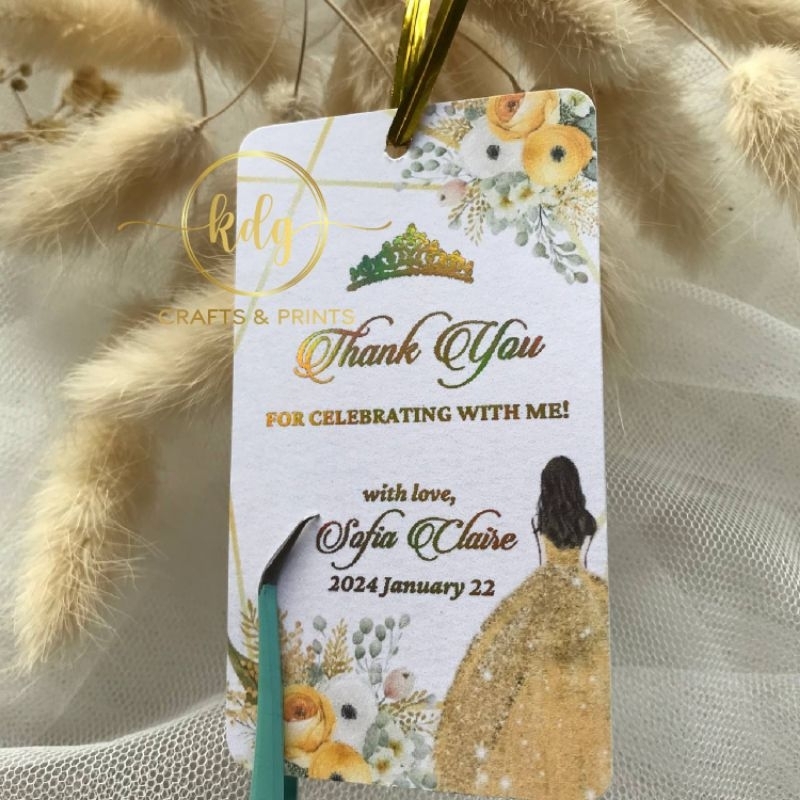 kdg
CRAFTS & PRINTS
Thank You
FOR CELEBRATING WITH ME!
with love,
Sofia Claire
2024 January 22